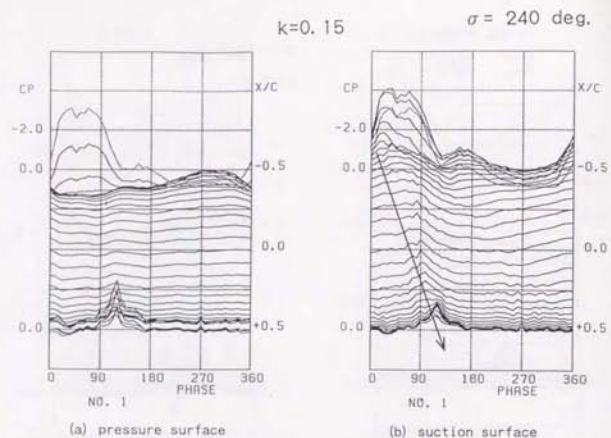 k=0.15
σ = 240 deg.
CP
X/C
-2.0
0.0
-0.5
0.0
0.0
+0.5
0 90 180 270 360
PHASE
NO. 1
(a) pressure surface
CP
X/C
-2.0
0.0
-0.5
0.0
0.0
+0.5
0 90 180 270 360
PHASE
NO. 1
(b) suction surface